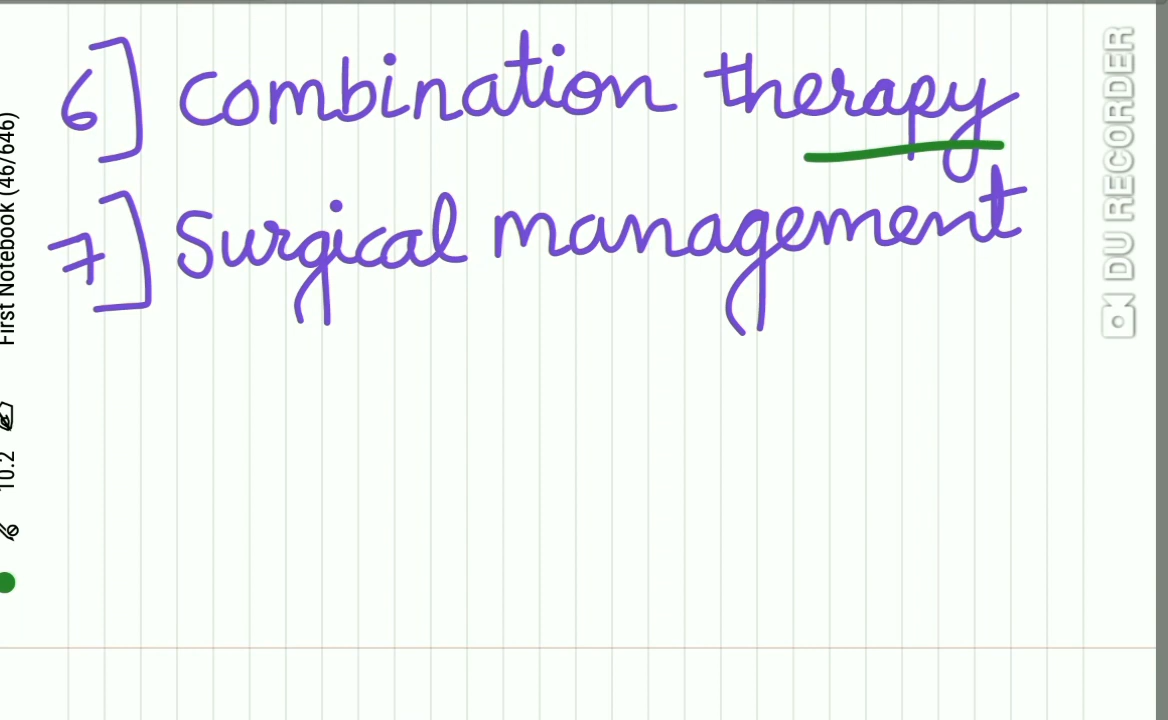 6] combination therapy
7] Surgical management
First Notebook (46/646)
10.2
DU RECORDER